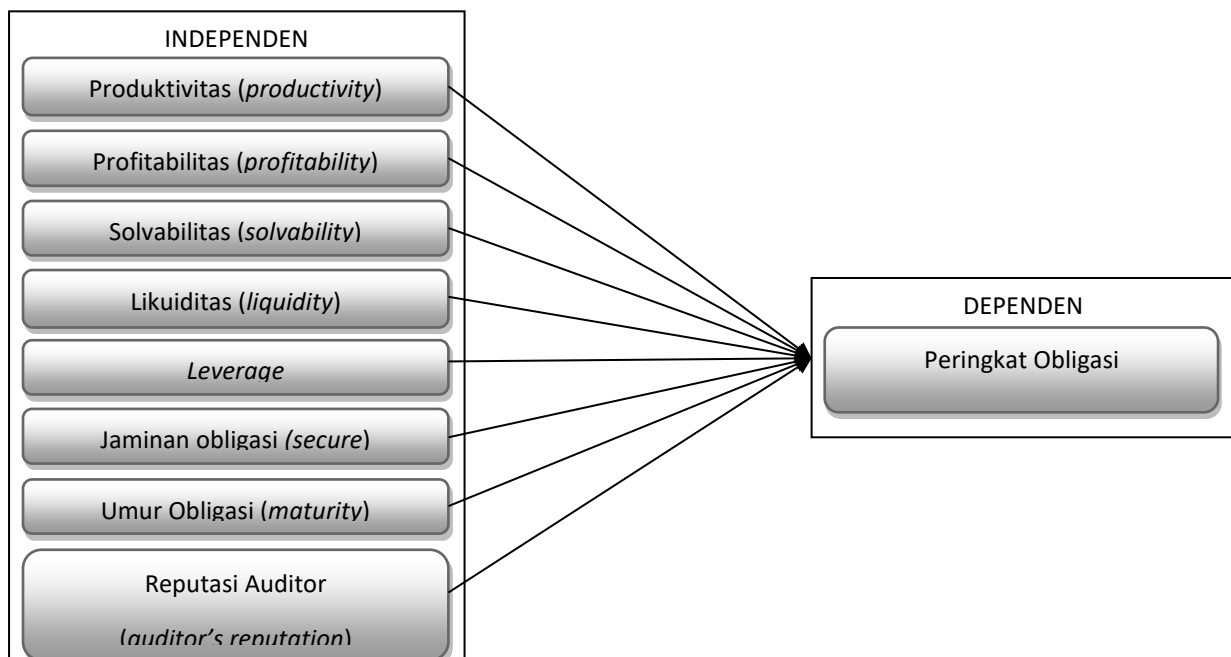 INDEPENDEN
Produktivitas (productivity)
Profitabilitas (profitability)
Solvabilitas (solvability)
Likuiditas (liquidity)
Leverage
Jaminan obligasi (secure)
Umur Obligasi (maturity)
Reputasi Auditor
(auditor’s reputation)
DEPENDEN
Peringkat Obligasi